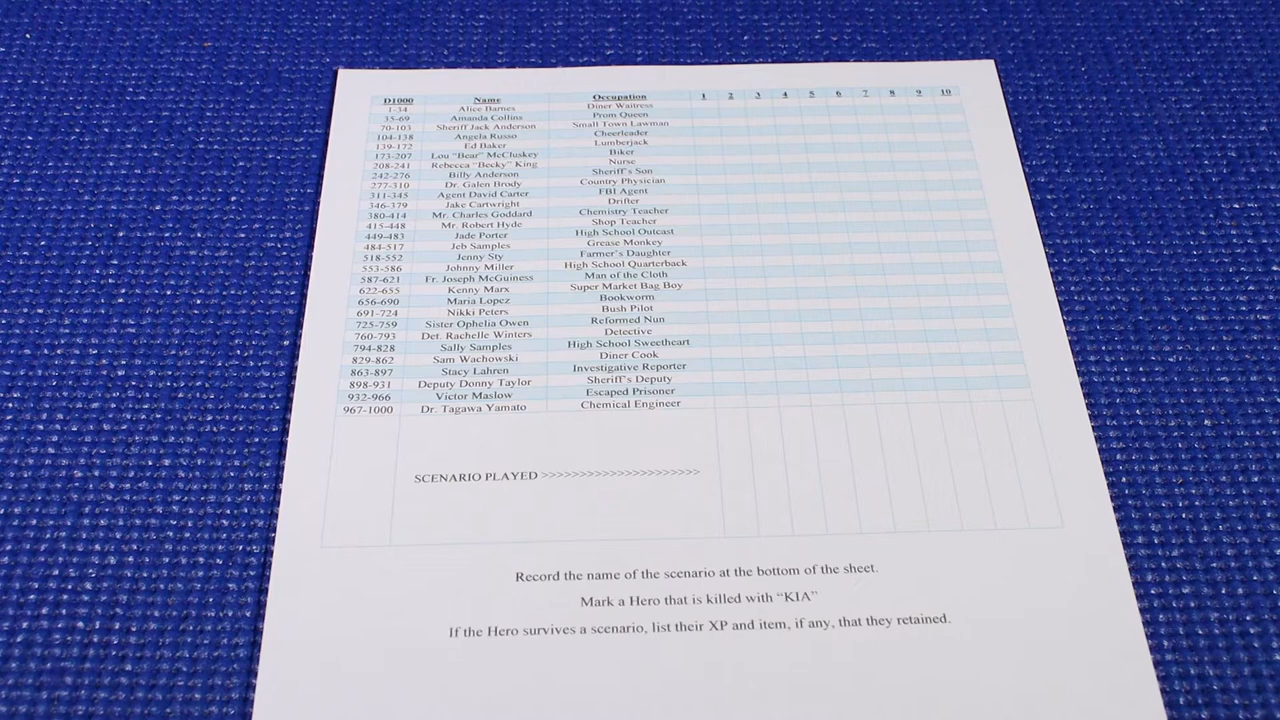 D1000 Name Occupation 1 2 3 4 5 6 7 8 9 10
1-34 Alice Barnes Diner Waitress
35-69 Amanda Collins Prom Queen
70-103 Sheriff Jack Anderson Small Town Lawman
104-138 Angela Russo Cheerleader
139-172 Ed Baker Lumberjack
173-207 Lou "Bear" McCluskey Biker
208-241 Rebecca "Becky" King Nurse
242-276 Billy Anderson Sheriff's Son
277-310 Dr. Galen Brody Country Physician
311-345 Agent David Carter FBI Agent
346-379 Jake Cartwright Drifter
380-414 Mr. Charles Goddard Chemistry Teacher
415-448 Mr. Robert Hyde Shop Teacher
449-483 Jade Porter High School Outcast
484-517 Jeb Samples Grease Monkey
518-552 Jenny Sty Farmer's Daughter
553-586 Johnny Miller High School Quarterback
587-621 Fr. Joseph McGuiness Man of the Cloth
622-655 Kenny Marx Super Market Bag Boy
656-690 Maria Lopez Bookworm
691-724 Nikki Peters Bush Pilot
725-759 Sister Ophelia Owen Reformed Nun
760-793 Det. Rachelle Winters Detective
794-828 Sally Samples High School Sweetheart
829-862 Sam Wachowski Diner Cook
863-897 Stacy Lahren Investigative Reporter
898-931 Deputy Donny Taylor Sheriff's Deputy
932-966 Victor Maslow Escaped Prisoner
967-1000 Dr. Tagawa Yamato Chemical Engineer
SCENARIO PLAYED >>>>>>>>>>>>>>>>>>>>>>
Record the name of the scenario at the bottom of the sheet.
Mark a Hero that is killed with "KIA"
If the Hero survives a scenario, list their XP and item, if any, that they retained.